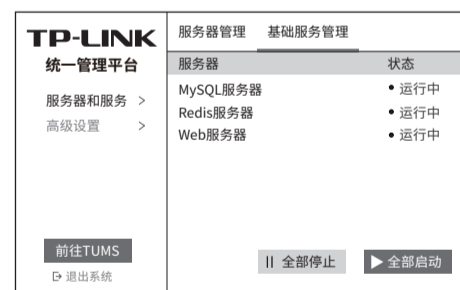 TP-LINK
统一管理平台
服务器和服务 >
高级设置 >
前往TUMS
退出系统
服务器管理 基础服务管理
服务器 状态
MySQL服务器 • 运行中
Redis服务器 • 运行中
Web服务器 • 运行中
全部停止 全部启动